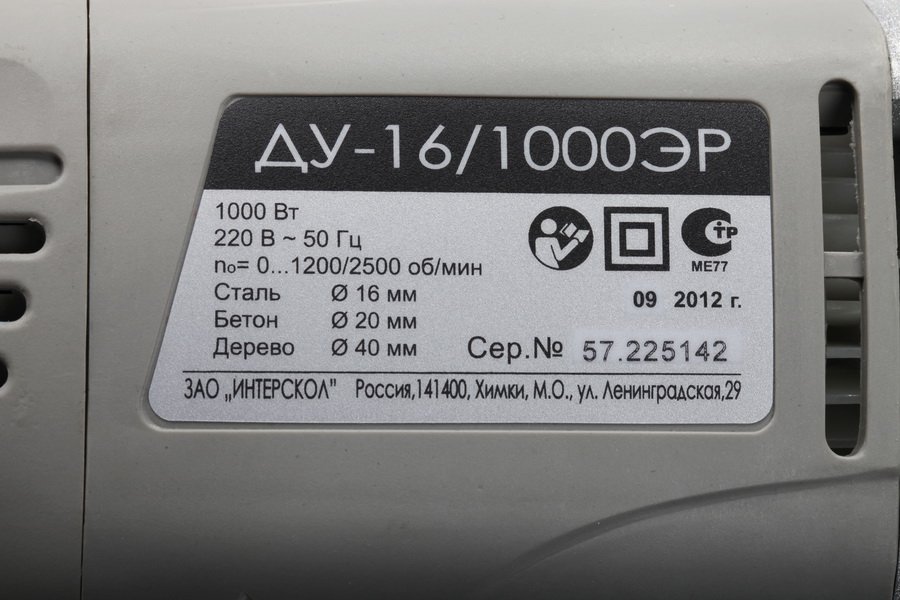 ДУ-16/1000ЭР
1000 Вт
220 В ~ 50 Гц
n₀= 0...1200/2500 об/мин
Сталь Ø 16 мм
Бетон Ø 20 мм
Дерево Ø 40 мм
СТР
МЕ77
09 2012 г.
Сер.№ 57.225142
ЗАО „ИНТЕРСКОЛ" Россия,141400, Химки, М.О., ул. Ленинградская,29